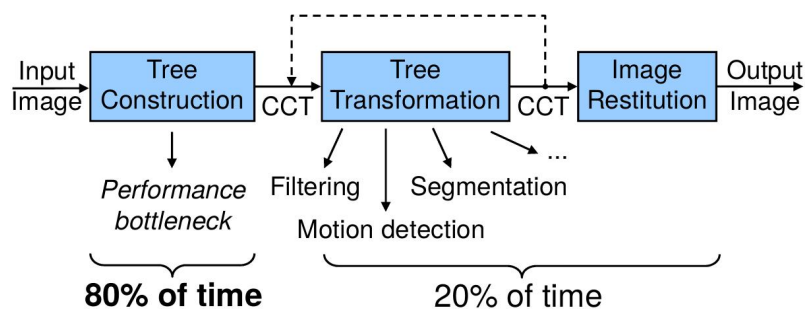 Input
Image
Tree
Construction
CCT
Tree
Transformation
CCT
Image
Restitution
Output
Image
Performance
bottleneck
Filtering
Segmentation
...
Motion detection
80% of time
20% of time